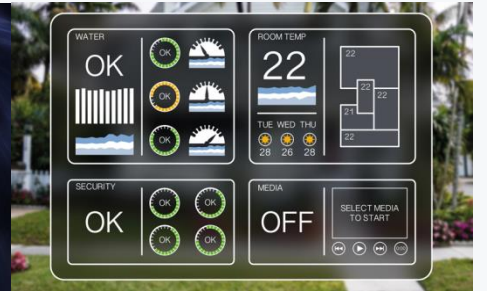 WATER
OK
OK
OK
OK
ROOM TEMP
22
TUE WED THU
28 26 28
22
22
22
21
22
SECURITY
OK
OK OK
OK OK
MEDIA
OFF
SELECT MEDIA
TO START